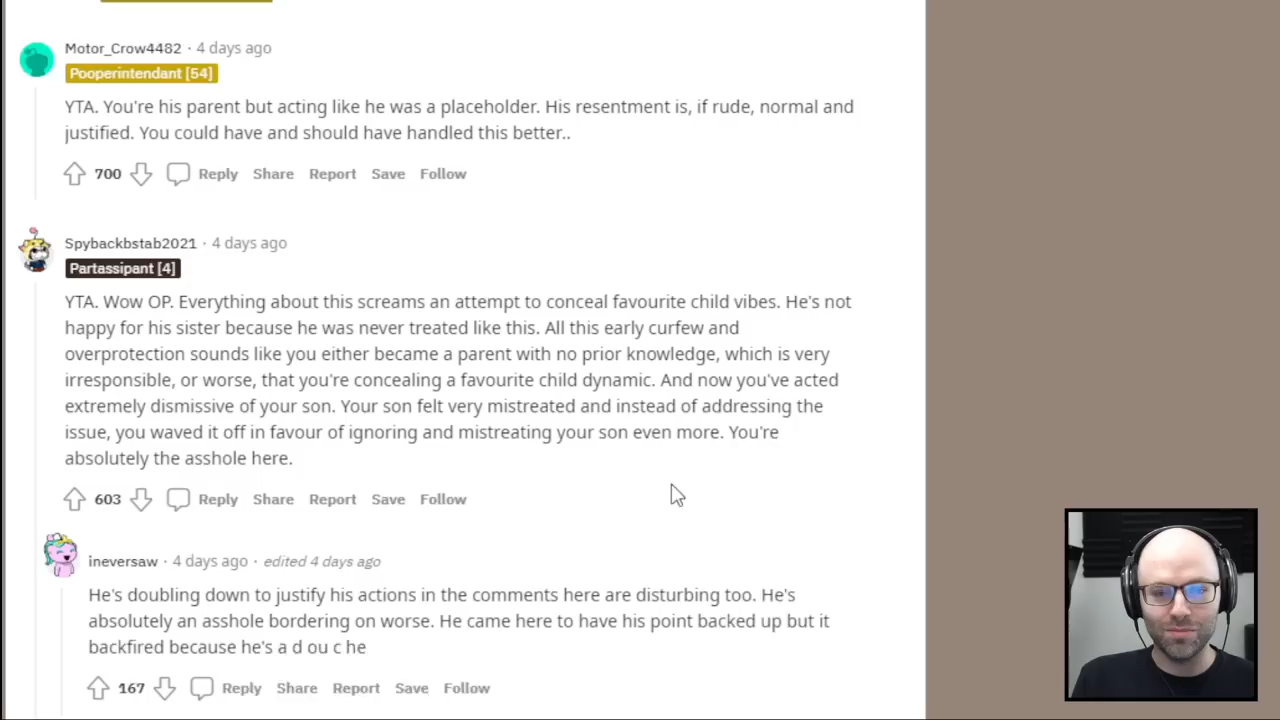 Motor_Crow4482 · 4 days ago
Pooperintendant [54]
YTA. You're his parent but acting like he was a placeholder. His resentment is, if rude, normal and
justified. You could have and should have handled this better..
700 Reply Share Report Save Follow
Spybackbstab2021 · 4 days ago
Partassipant [4]
YTA. Wow OP. Everything about this screams an attempt to conceal favourite child vibes. He's not
happy for his sister because he was never treated like this. All this early curfew and
overprotection sounds like you either became a parent with no prior knowledge, which is very
irresponsible, or worse, that you're concealing a favourite child dynamic. And now you've acted
extremely dismissive of your son. Your son felt very mistreated and instead of addressing the
issue, you waved it off in favour of ignoring and mistreating your son even more. You're
absolutely the asshole here.
603 Reply Share Report Save Follow
ineversaw · 4 days ago · edited 4 days ago
He's doubling down to justify his actions in the comments here are disturbing too. He's
absolutely an asshole bordering on worse. He came here to have his point backed up but it
backfired because he's a d ou c he
167 Reply Share Report Save Follow